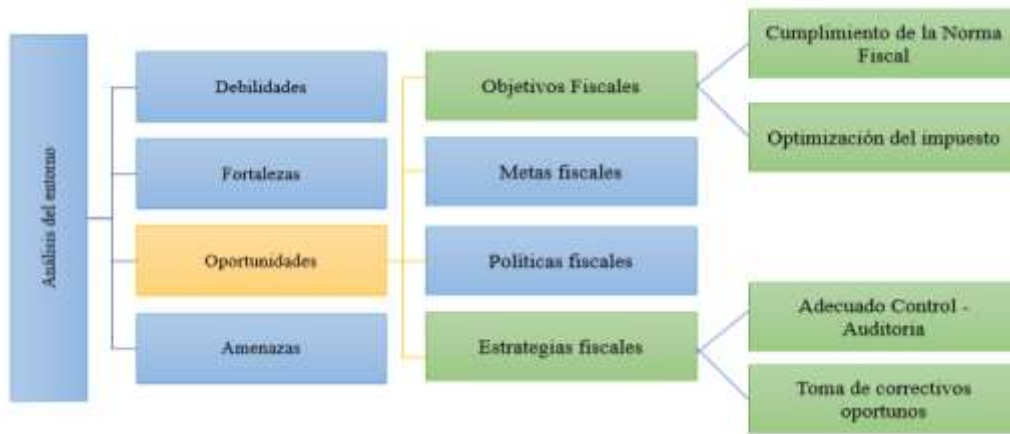 Análisis del entorno
Debilidades
Fortalezas
Oportunidades
Amenazas
Objetivos Fiscales
Metas fiscales
Políticas fiscales
Estrategias fiscales
Cumplimiento de la Norma
Fiscal
Optimización del impuesto
Adecuado Control -
Auditoria
Toma de correctivos
oportunos